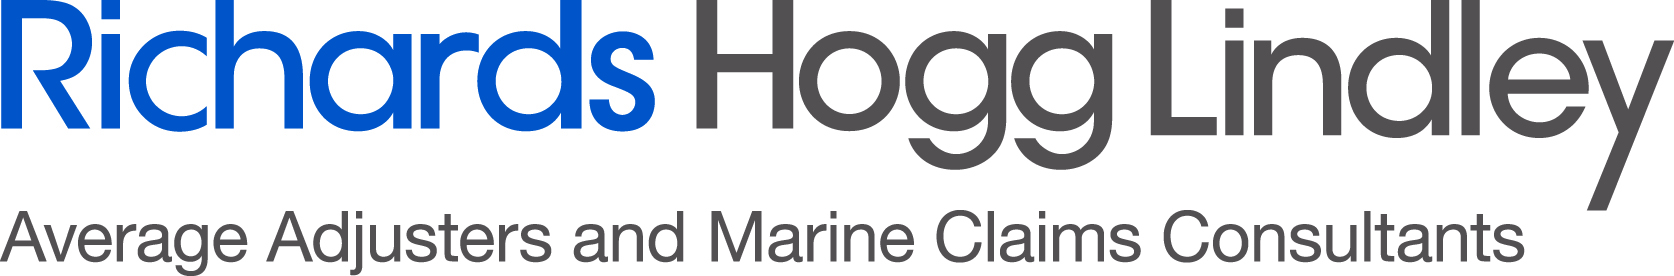 Richards Hogg Lindley
Average Adjusters and Marine Claims Consultants